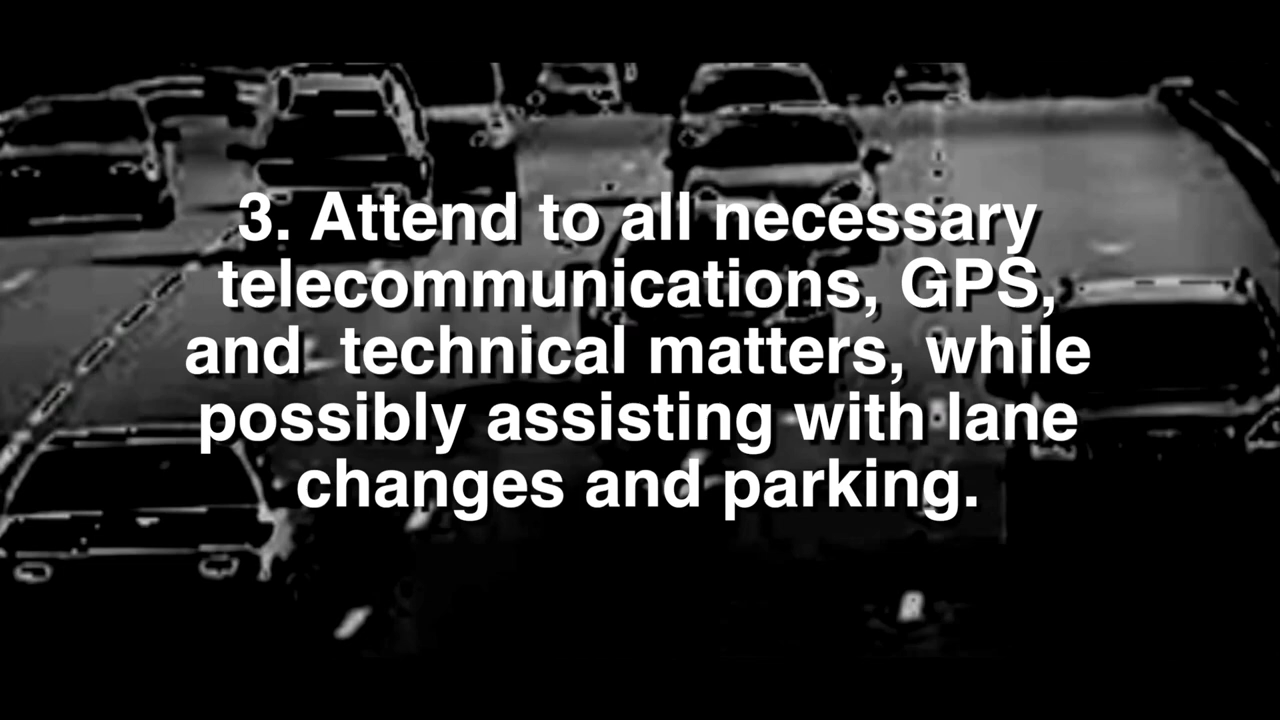 3. Attend to all necessary
telecommunications, GPS,
and  technical matters, while
possibly assisting with lane
changes and parking.